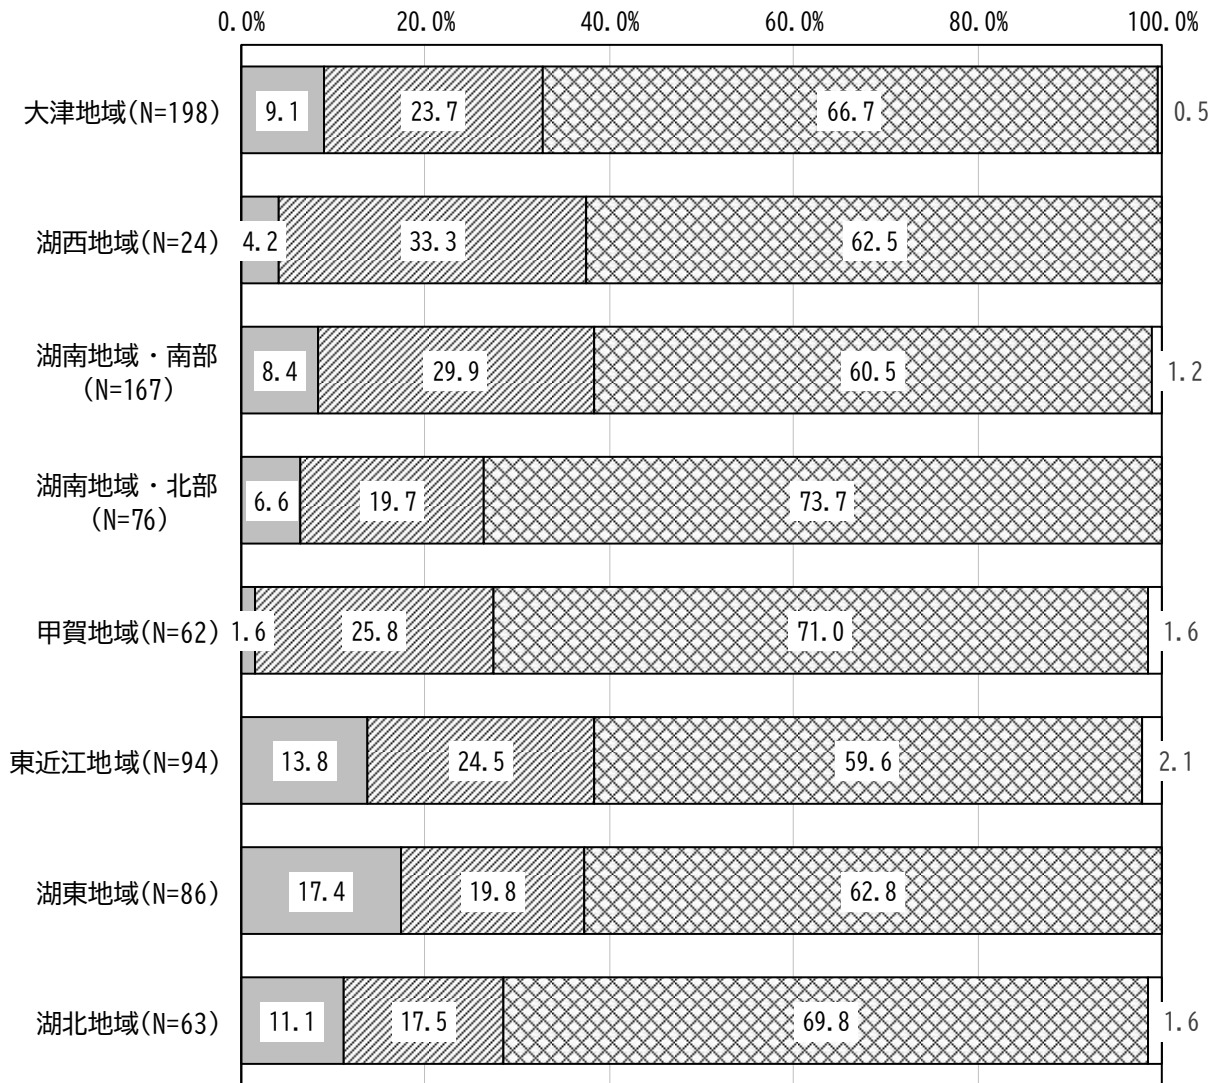 0.0% 20.0% 40.0% 60.0% 80.0% 100.0%
大津地域(N=198) 9.1 23.7 66.7 0.5
湖西地域(N=24) 4.2 33.3 62.5
湖南地域・南部
(N=167)
8.4 29.9 60.5 1.2
湖南地域・北部
(N=76)
6.6 19.7 73.7
甲賀地域(N=62) 1.6 25.8 71.0 1.6
東近江地域(N=94) 13.8 24.5 59.6 2.1
湖東地域(N=86) 17.4 19.8 62.8
湖北地域(N=63) 11.1 17.5 69.8 1.6